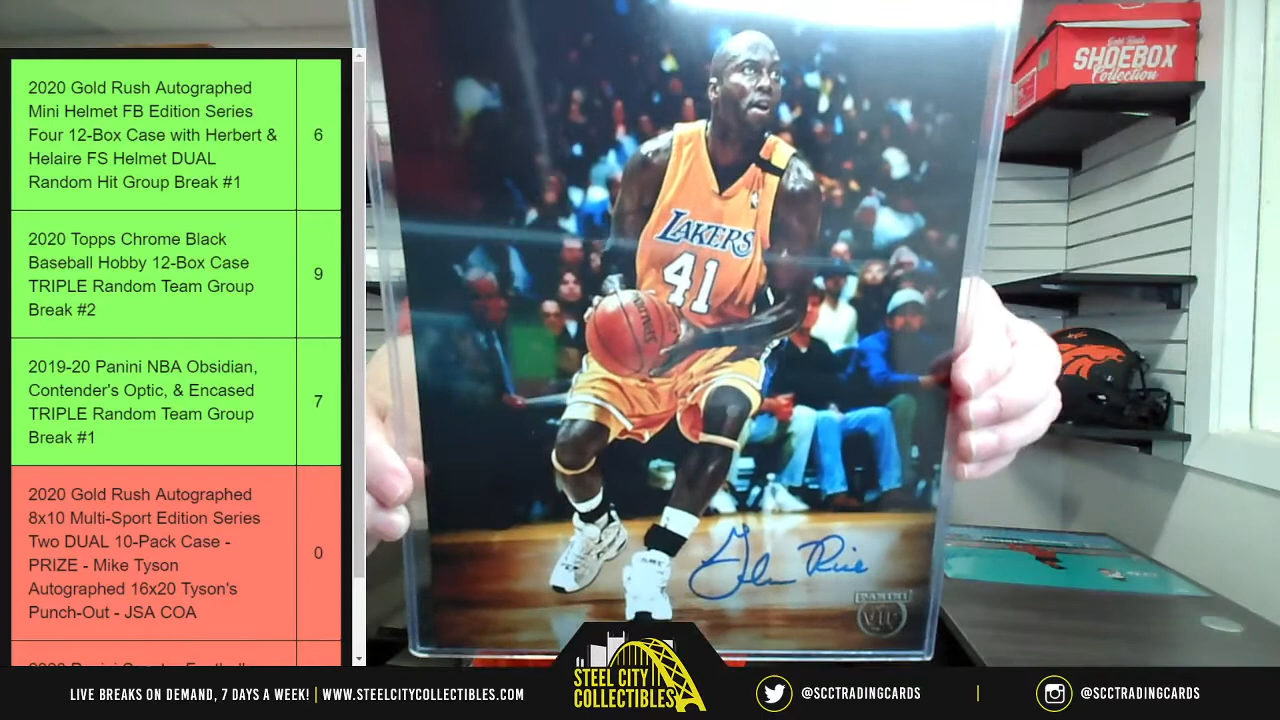 2020 Gold Rush Autographed
Mini Helmet FB Edition Series
Four 12-Box Case with Herbert &
Helaire FS Helmet DUAL
Random Hit Group Break #1
6
2020 Topps Chrome Black
Baseball Hobby 12-Box Case
TRIPLE Random Team Group
Break #2
9
2019-20 Panini NBA Obsidian,
Contender's Optic, & Encased
TRIPLE Random Team Group
Break #1
7
2020 Gold Rush Autographed
8x10 Multi-Sport Edition Series
Two DUAL 10-Pack Case -
PRIZE - Mike Tyson
Autographed 16x20 Tyson's
Punch-Out - JSA COA
0
SHOEBOX
Collection
LAKERS
41
SPALDING
Glen Rice
PANINI
VIP
STEEL CITY
COLLECTIBLES
LIVE BREAKS ON DEMAND, 7 DAYS A WEEK! | WWW.STEELCITYCOLLECTIBLES.COM
@SCCTRADINGCARDS
@SCCTRADINGCARDS